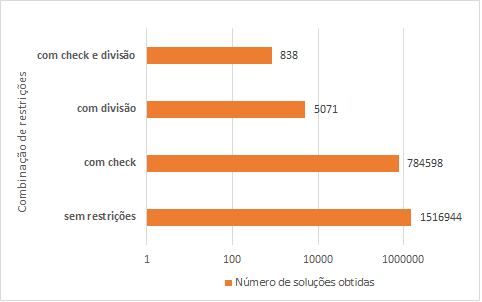 Combinação de restrições
com check e divisão
838
com divisão
5071
com check
784598
sem restrições
1516944
1 100 10000 1000000
Número de soluções obtidas